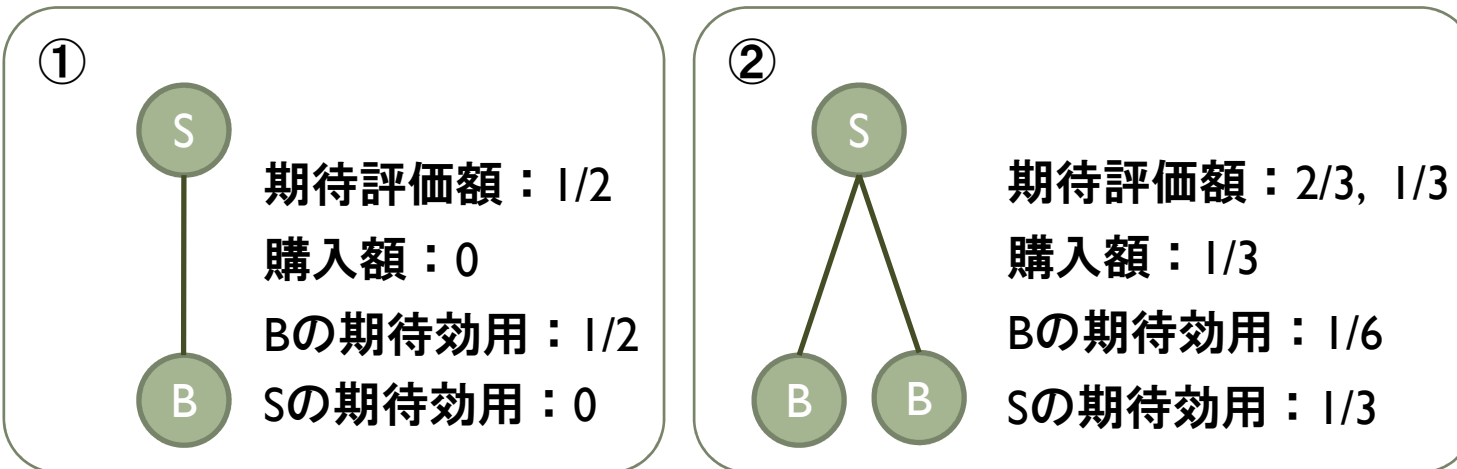 ①
S
期待評価額：1/2
購入額：0
Bの期待効用：1/2
B
Sの期待効用：0
②
S
期待評価額：2/3, 1/3
購入額：1/3
Bの期待効用：1/6
B
B
Sの期待効用：1/3